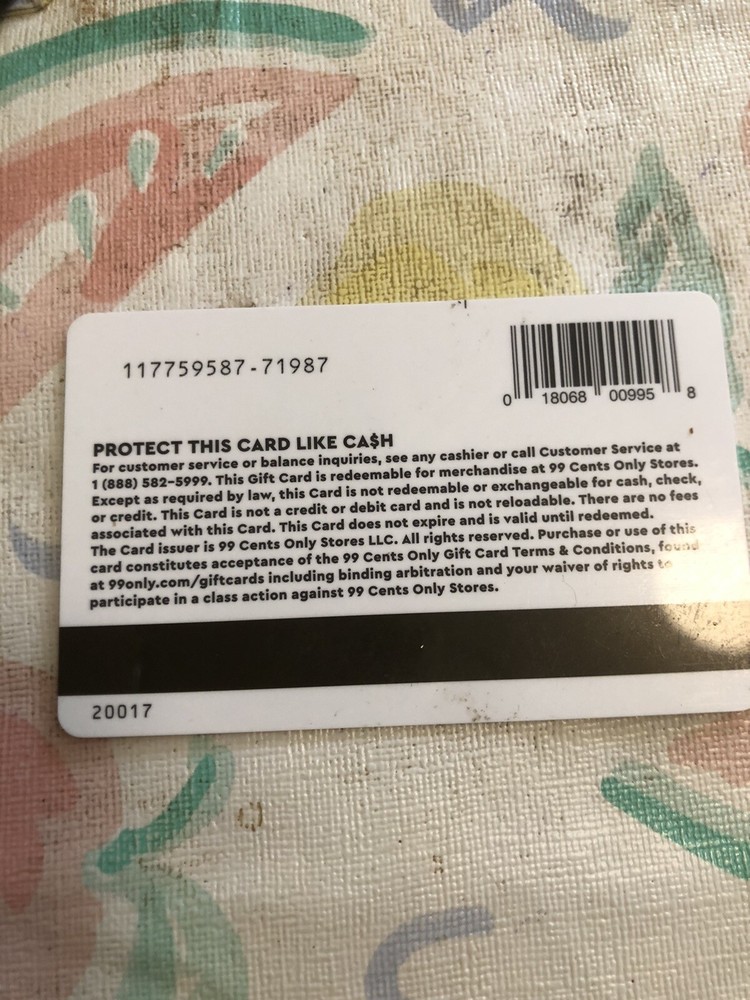 117759587-71987
0 18068 00995 8
PROTECT THIS CARD LIKE CA$H
For customer service or balance inquiries, see any cashier or call Customer Service at
1 (888) 582-5999. This Gift Card is redeemable for merchandise at 99 Cents Only Stores.
Except as required by law, this Card is not redeemable or exchangeable for cash, check,
or credit. This Card is not a credit or debit card and is not reloadable. There are no fees
associated with this Card. This Card does not expire and is valid until redeemed.
The Card issuer is 99 Cents Only Stores LLC. All rights reserved. Purchase or use of this
card constitutes acceptance of the 99 Cents Only Gift Card Terms & Conditions, found
at 99only.com/giftcards including binding arbitration and your waiver of rights to
participate in a class action against 99 Cents Only Stores.
20017